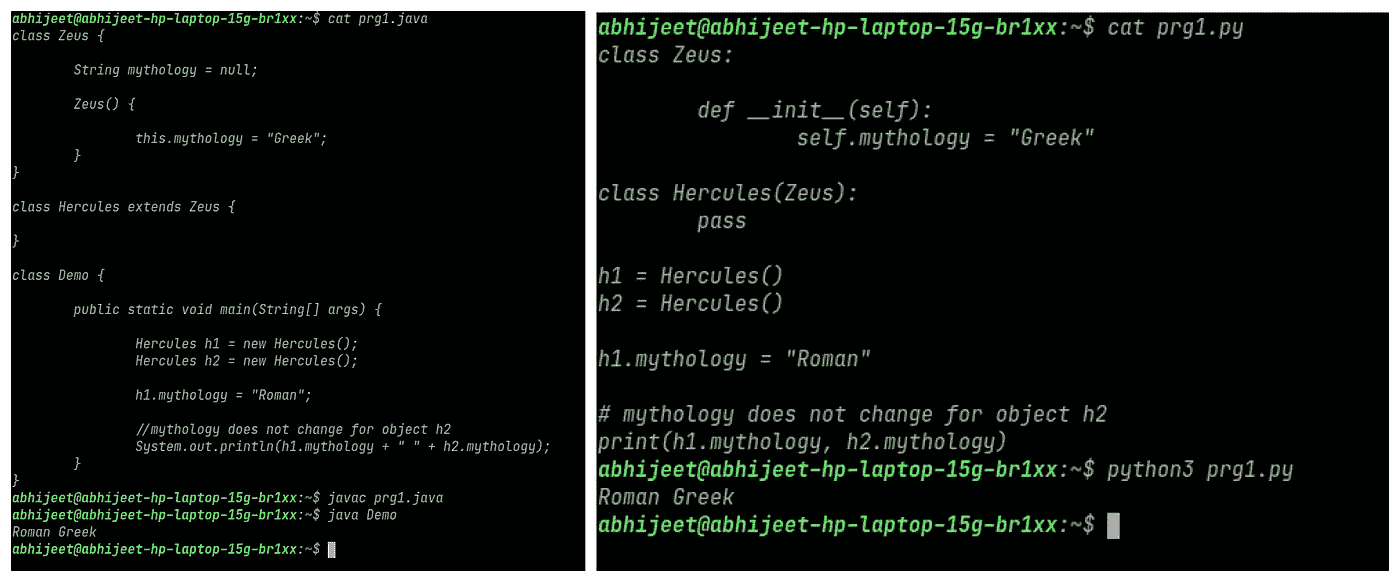 abhijeet@abhijeet-hp-laptop-15g-br1xx:~$ cat prg1.java
class Zeus {
String mythology = null;
Zeus() {
this.mythology = "Greek";
}
}
class Hercules extends Zeus {
}
class Demo {
public static void main(String[] args) {
Hercules h1 = new Hercules();
Hercules h2 = new Hercules();
h1.mythology = "Roman";
//mythology does not change for object h2
System.out.println(h1.mythology + " " + h2.mythology);
}
}
abhijeet@abhijeet-hp-laptop-15g-br1xx:~$ javac prg1.java
abhijeet@abhijeet-hp-laptop-15g-br1xx:~$ java Demo
Roman Greek
abhijeet@abhijeet-hp-laptop-15g-br1xx:~$
abhijeet@abhijeet-hp-laptop-15g-br1xx:~$ cat prg1.py
class Zeus:
def __init__(self):
self.mythology = "Greek"
class Hercules(Zeus):
pass
h1 = Hercules()
h2 = Hercules()
h1.mythology = "Roman"
# mythology does not change for object h2
print(h1.mythology, h2.mythology)
abhijeet@abhijeet-hp-laptop-15g-br1xx:~$ python3 prg1.py
Roman Greek
abhijeet@abhijeet-hp-laptop-15g-br1xx:~$